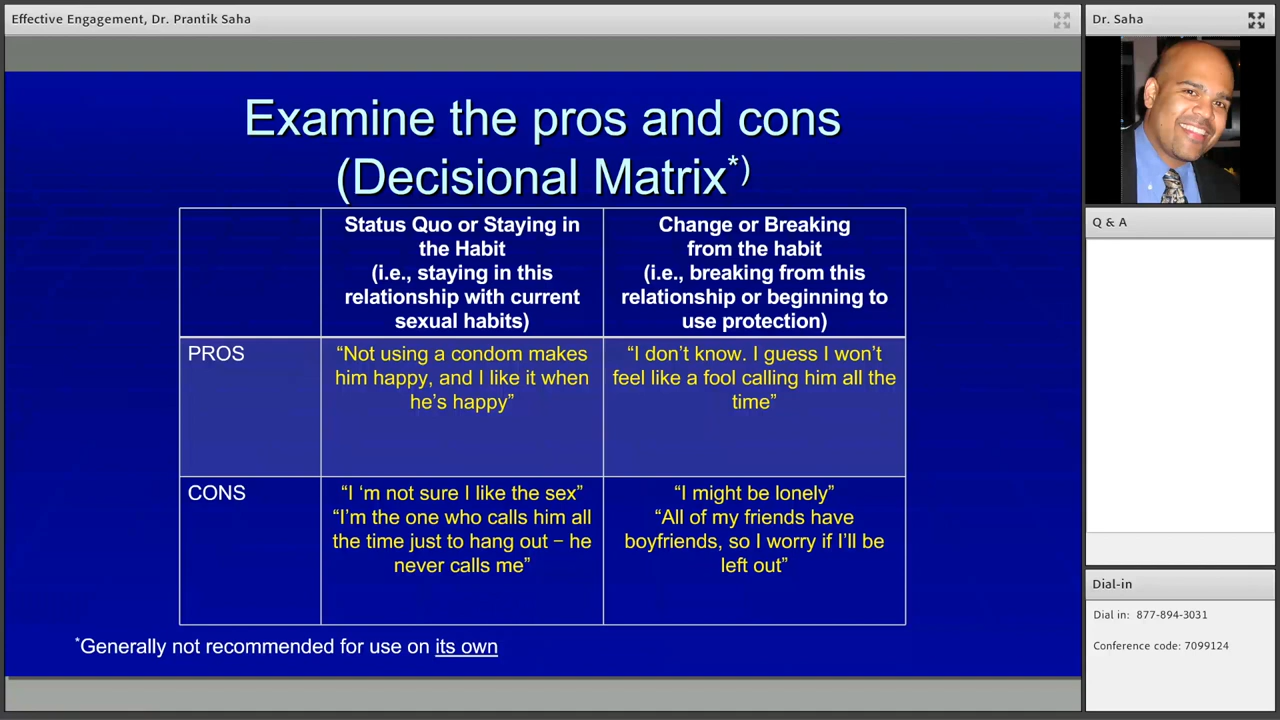 Effective Engagement, Dr. Prantik Saha
Dr. Saha
Examine the pros and cons
(Decisional Matrix*)
Status Quo or Staying in
the Habit
(i.e., staying in this
relationship with current
sexual habits)
Change or Breaking
from the habit
(i.e., breaking from this
relationship or beginning to
use protection)
PROS
“Not using a condom makes
him happy, and I like it when
he’s happy”
“I don’t know. I guess I won’t
feel like a fool calling him all the
time”
CONS
“I ‘m not sure I like the sex”
“I’m the one who calls him all
the time just to hang out – he
never calls me”
“I might be lonely”
“All of my friends have
boyfriends, so I worry if I’ll be
left out”
*Generally not recommended for use on its own
Q & A
Dial-in
Dial in: 877-894-3031
Conference code: 7099124